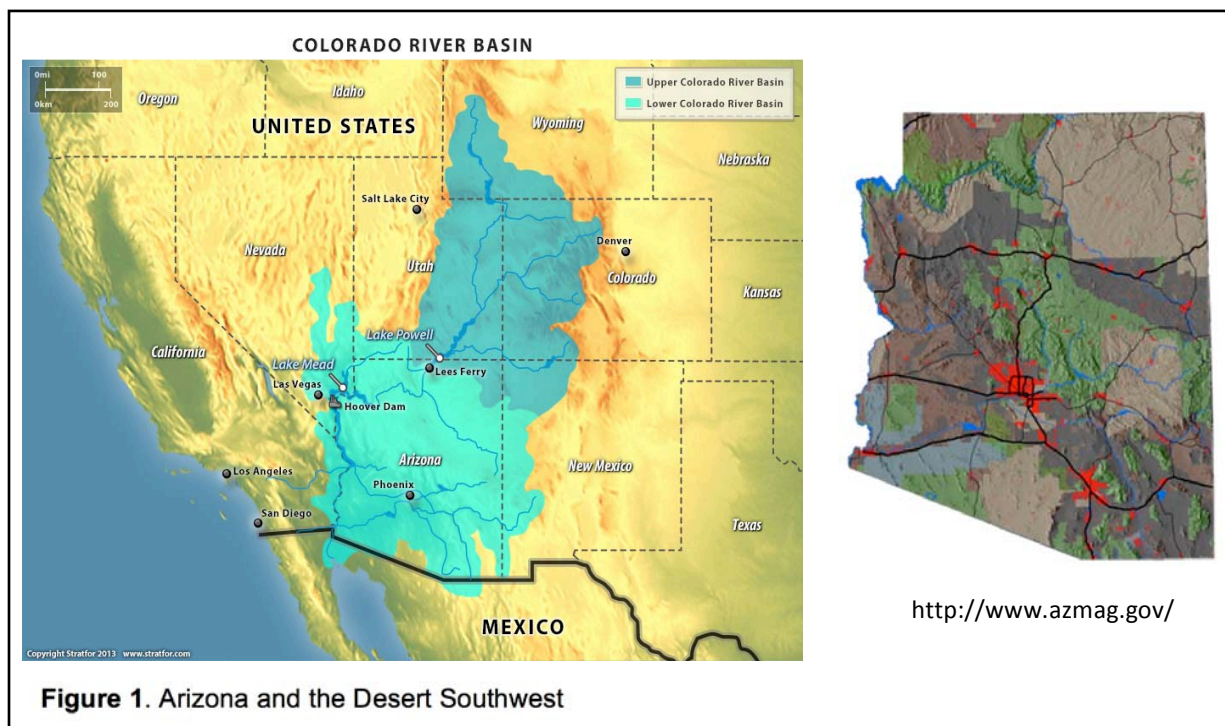 COLORADO RIVER BASIN
0mi 100
0km 200
Upper Colorado River Basin
Lower Colorado River Basin
Oregon
Idaho
Wyoming
UNITED STATES
Nebraska
Salt Lake City
Nevada
Utah
Denver
Colorado
Kansas
California
Lake Powell
Lake Mead
Lees Ferry
Las Vegas
Hoover Dam
Los Angeles
Arizona
New Mexico
Phoenix
San Diego
Texas
MEXICO
Copyright Stratfor 2013 www.stratfor.com
http://www.azmag.gov/
Figure 1. Arizona and the Desert Southwest